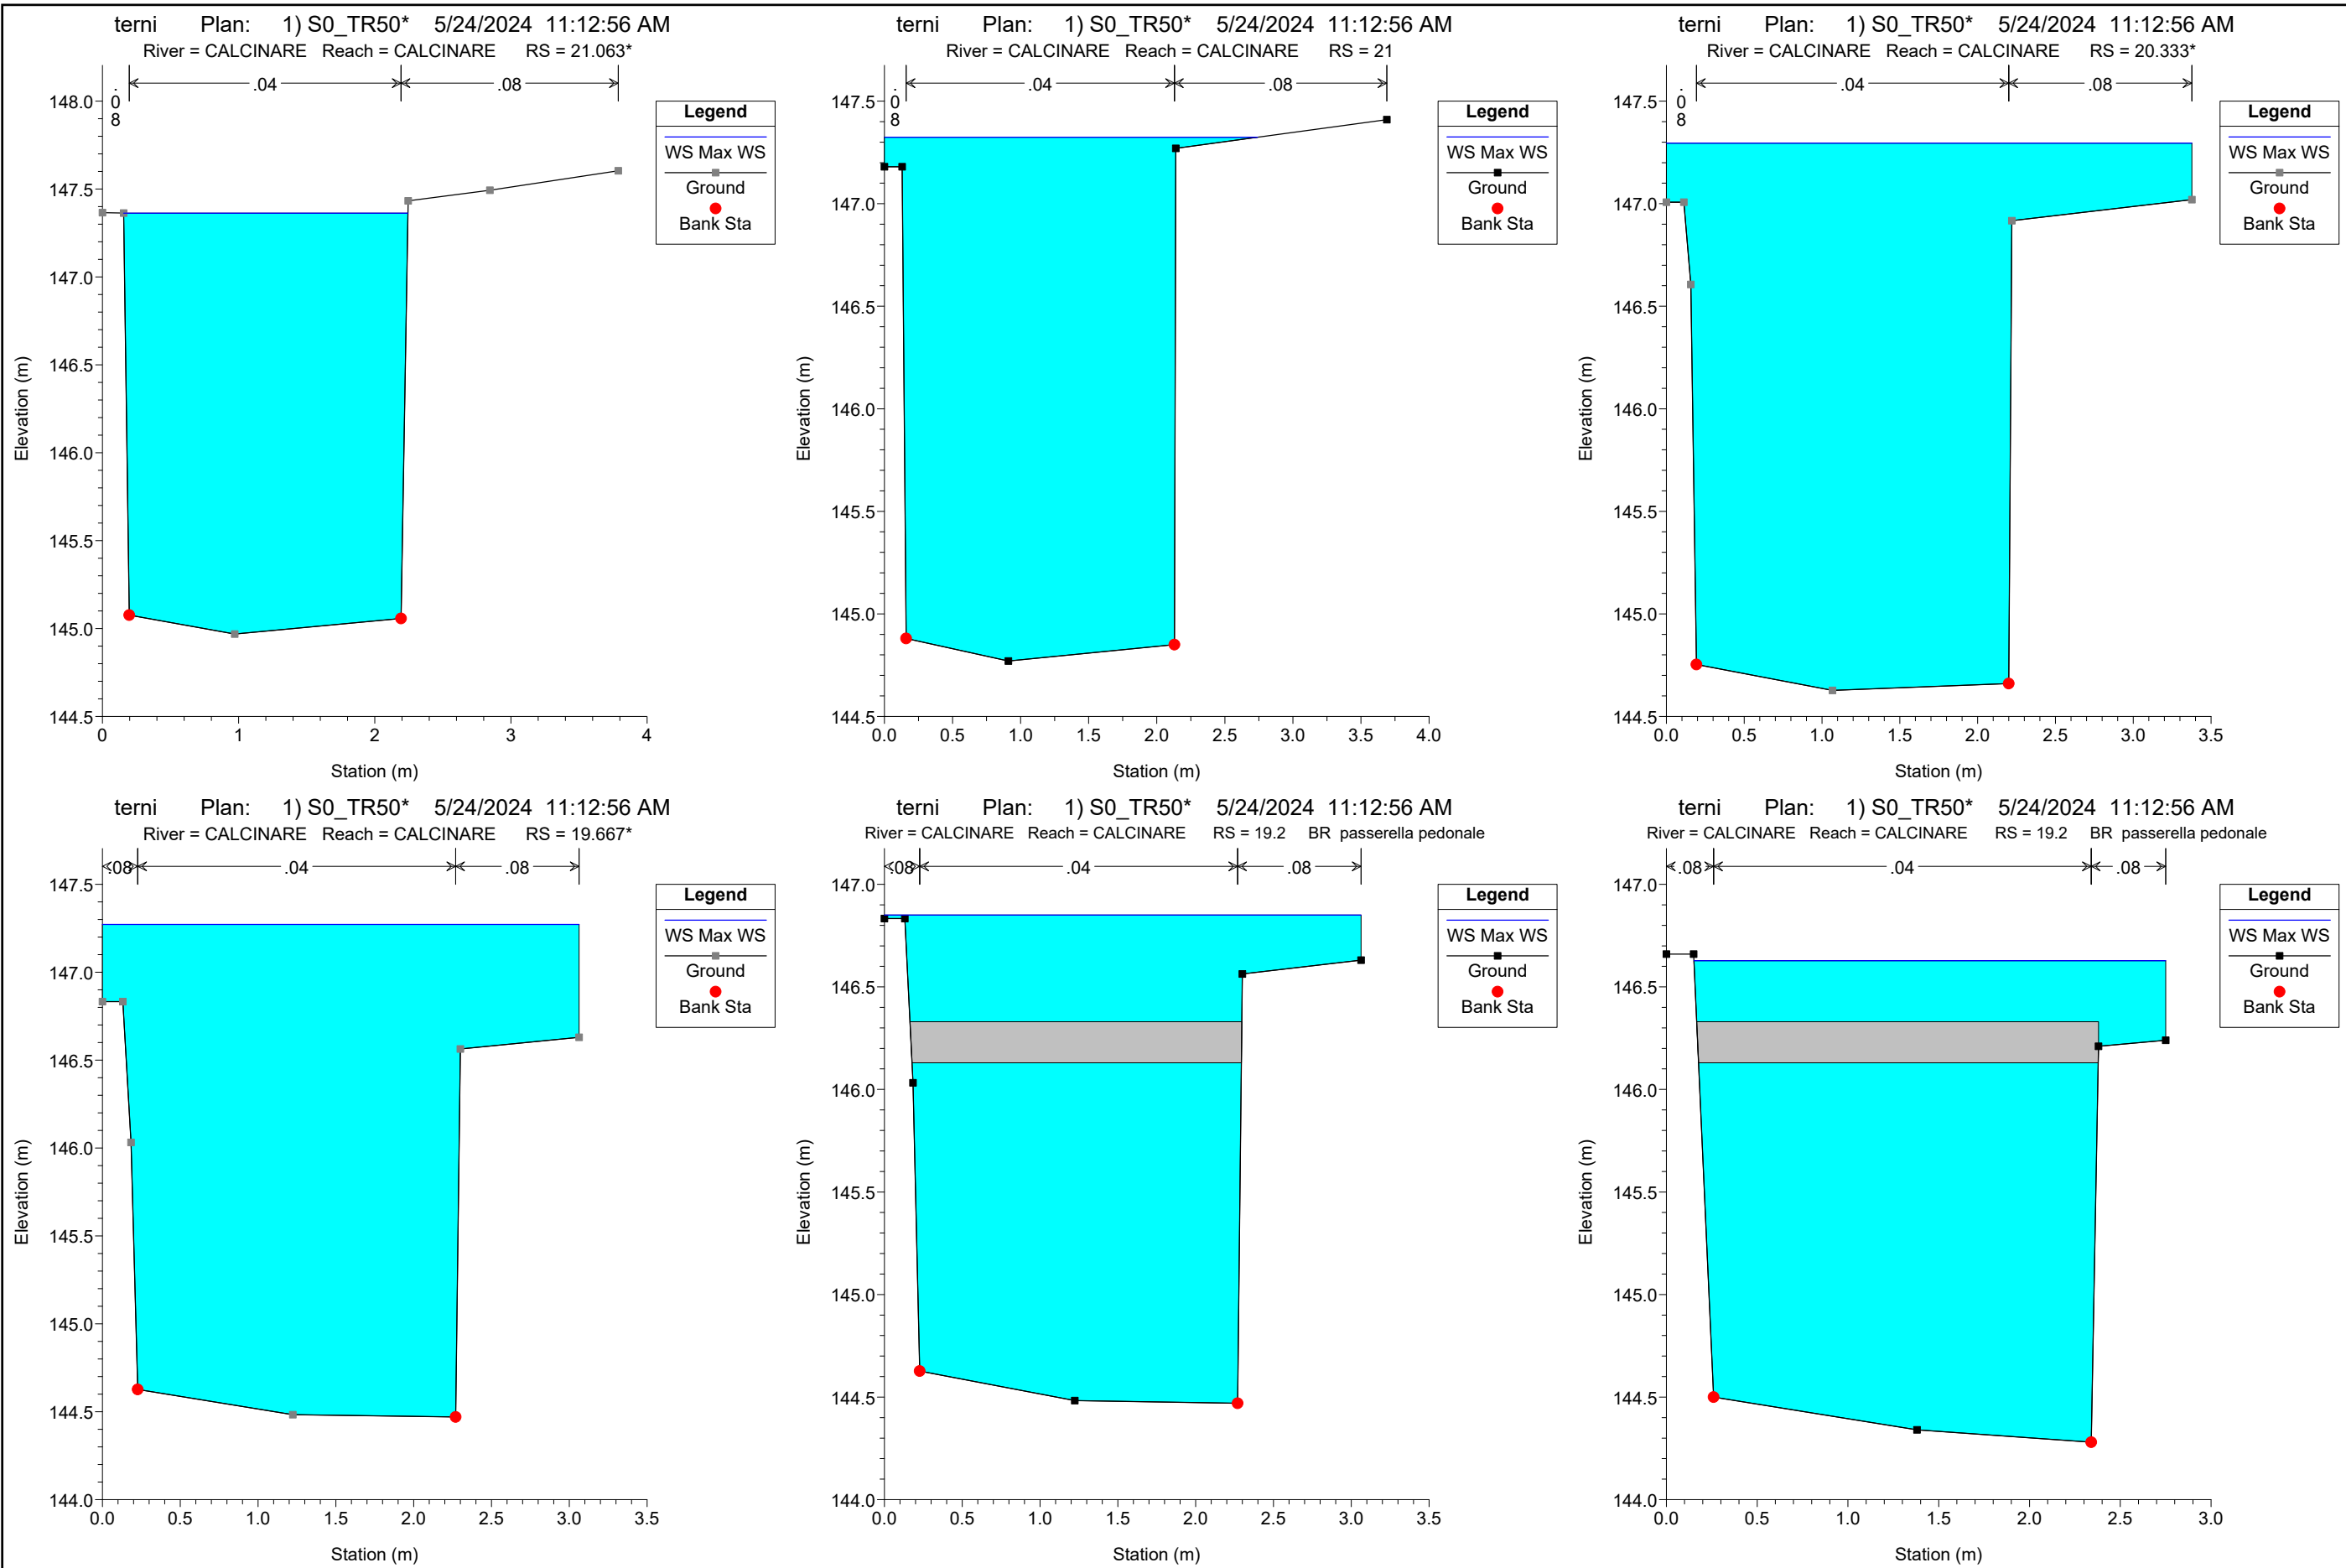 terni Plan: 1) S0_TR50* 5/24/2024 11:12:56 AM
River = CALCINARE Reach = CALCINARE RS = 21.063*
.08
.04
.08
148.0
147.5
147.0
146.5
146.0
145.5
145.0
144.5
0 1 2 3 4
Elevation (m)
Station (m)
Legend
WS Max WS
Ground
Bank Sta
terni Plan: 1) S0_TR50* 5/24/2024 11:12:56 AM
River = CALCINARE Reach = CALCINARE RS = 21
.08
.04
.08
147.5
147.0
146.5
146.0
145.5
145.0
144.5
0.0 0.5 1.0 1.5 2.0 2.5 3.0 3.5 4.0
Elevation (m)
Station (m)
Legend
WS Max WS
Ground
Bank Sta
terni Plan: 1) S0_TR50* 5/24/2024 11:12:56 AM
River = CALCINARE Reach = CALCINARE RS = 20.333*
.08
.04
.08
147.5
147.0
146.5
146.0
145.5
145.0
144.5
0.0 0.5 1.0 1.5 2.0 2.5 3.0 3.5
Elevation (m)
Station (m)
Legend
WS Max WS
Ground
Bank Sta
terni Plan: 1) S0_TR50* 5/24/2024 11:12:56 AM
River = CALCINARE Reach = CALCINARE RS = 19.667*
.08
.04
.08
147.5
147.0
146.5
146.0
145.5
145.0
144.5
144.0
0.0 0.5 1.0 1.5 2.0 2.5 3.0 3.5
Elevation (m)
Station (m)
Legend
WS Max WS
Ground
Bank Sta
terni Plan: 1) S0_TR50* 5/24/2024 11:12:56 AM
River = CALCINARE Reach = CALCINARE RS = 19.2 BR passerella pedonale
.08
.04
.08
147.0
146.5
146.0
145.5
145.0
144.5
144.0
0.0 0.5 1.0 1.5 2.0 2.5 3.0 3.5
Elevation (m)
Station (m)
Legend
WS Max WS
Ground
Bank Sta
terni Plan: 1) S0_TR50* 5/24/2024 11:12:56 AM
River = CALCINARE Reach = CALCINARE RS = 19.2 BR passerella pedonale
.08
.04
.08
147.0
146.5
146.0
145.5
145.0
144.5
144.0
0.0 0.5 1.0 1.5 2.0 2.5 3.0
Elevation (m)
Station (m)
Legend
WS Max WS
Ground
Bank Sta